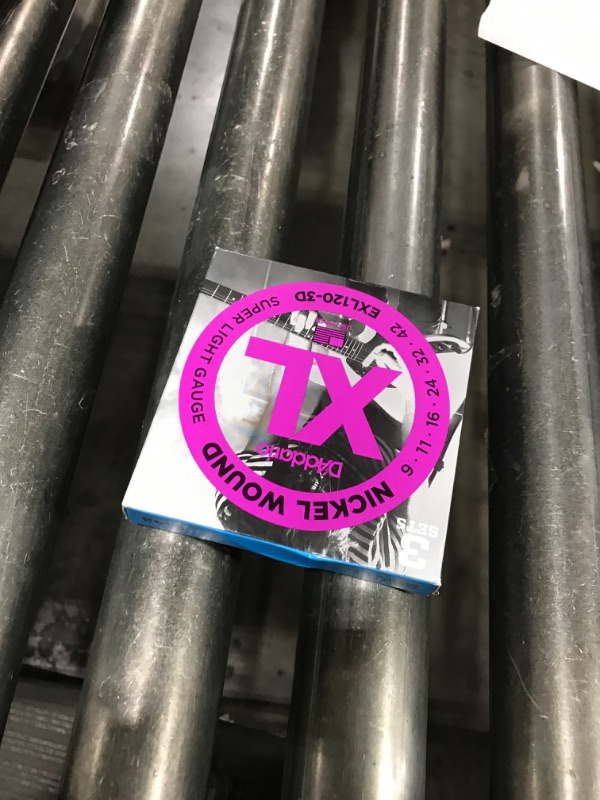 NICKEL WOUND
D'Addario
XL
SUPER LIGHT GAUGE
EXL120-3D
9 · 11 · 16 · 24 · 32 · 42
3
SETS